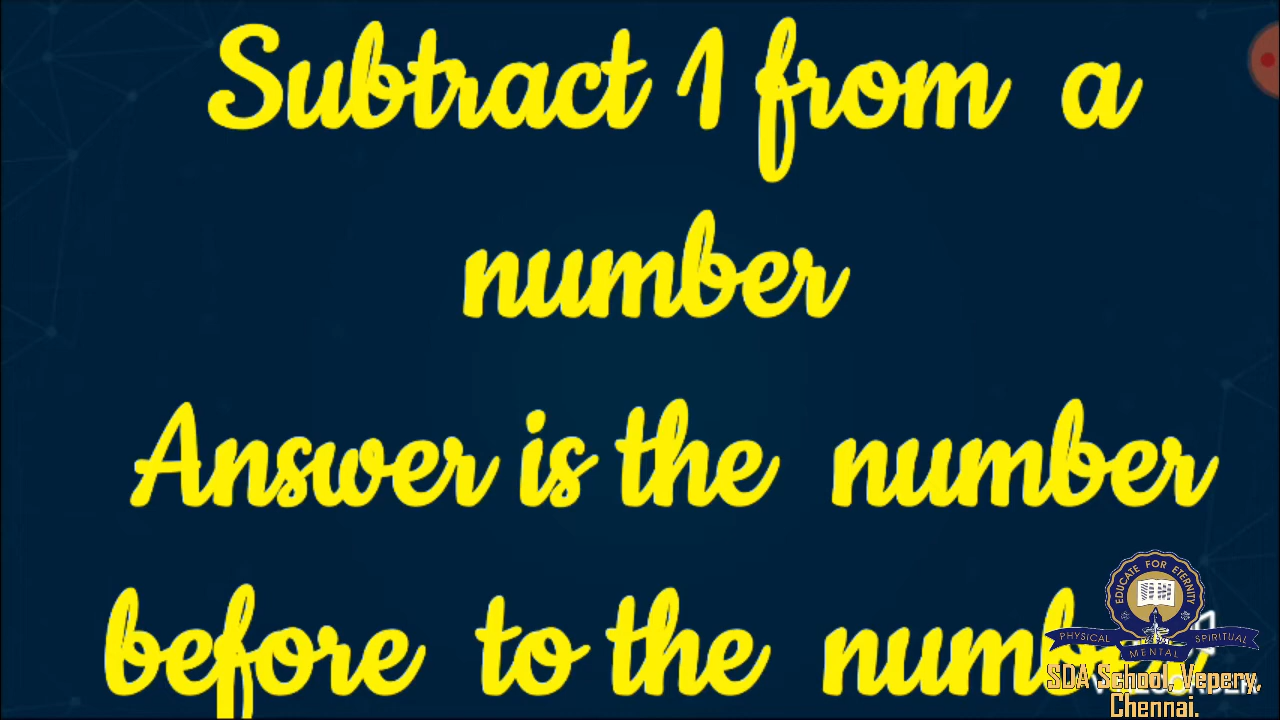 Subtract 1 from a
number
Answer is the number
before to the number
EDUCATE FOR ETERNITY
PHYSICAL MENTAL SPIRITUAL
SDA School, Vepery,
Chennai.